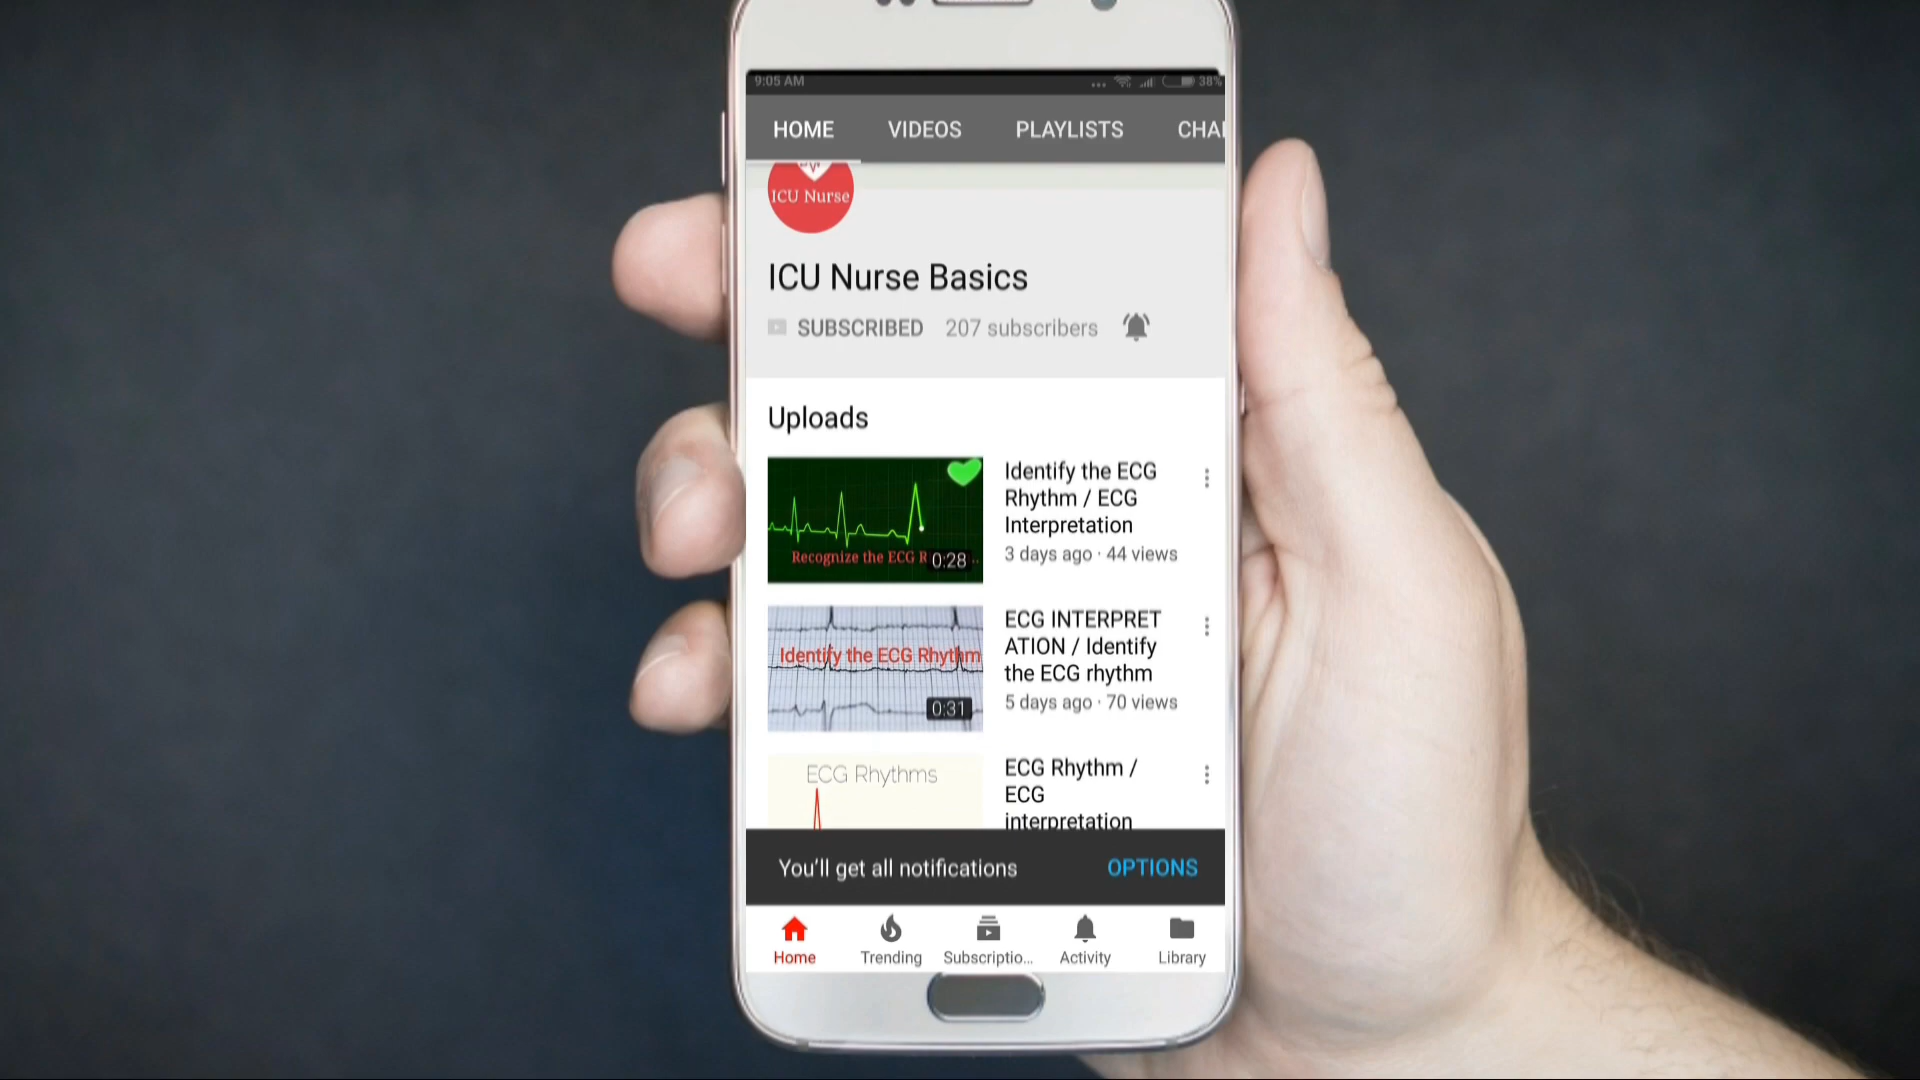 9:05 AM
38%
HOME
VIDEOS
PLAYLISTS
CHA
ICU Nurse
ICU Nurse Basics
SUBSCRIBED
207 subscribers
Uploads
Recognize the ECG R
0:28
Identify the ECG
Rhythm / ECG
Interpretation
3 days ago · 44 views
Identify the ECG Rhythm
0:31
ECG INTERPRET
ATION / Identify
the ECG rhythm
5 days ago · 70 views
ECG Rhythms
ECG Rhythm /
ECG
interpretation
You'll get all notifications
OPTIONS
Home
Trending
Subscriptio...
Activity
Library